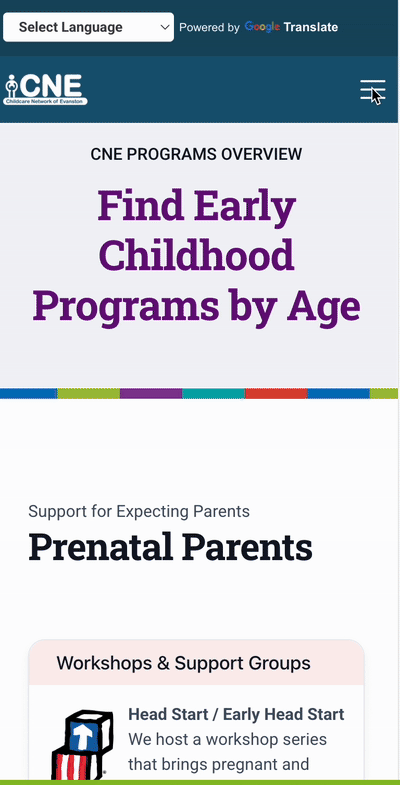 Select Language
Powered by Google Translate
CNE
Childcare Network of Evanston
CNE PROGRAMS OVERVIEW
Find Early
Childhood
Programs by Age
Support for Expecting Parents
Prenatal Parents
Workshops & Support Groups
Head Start / Early Head Start
We host a workshop series
that brings pregnant and